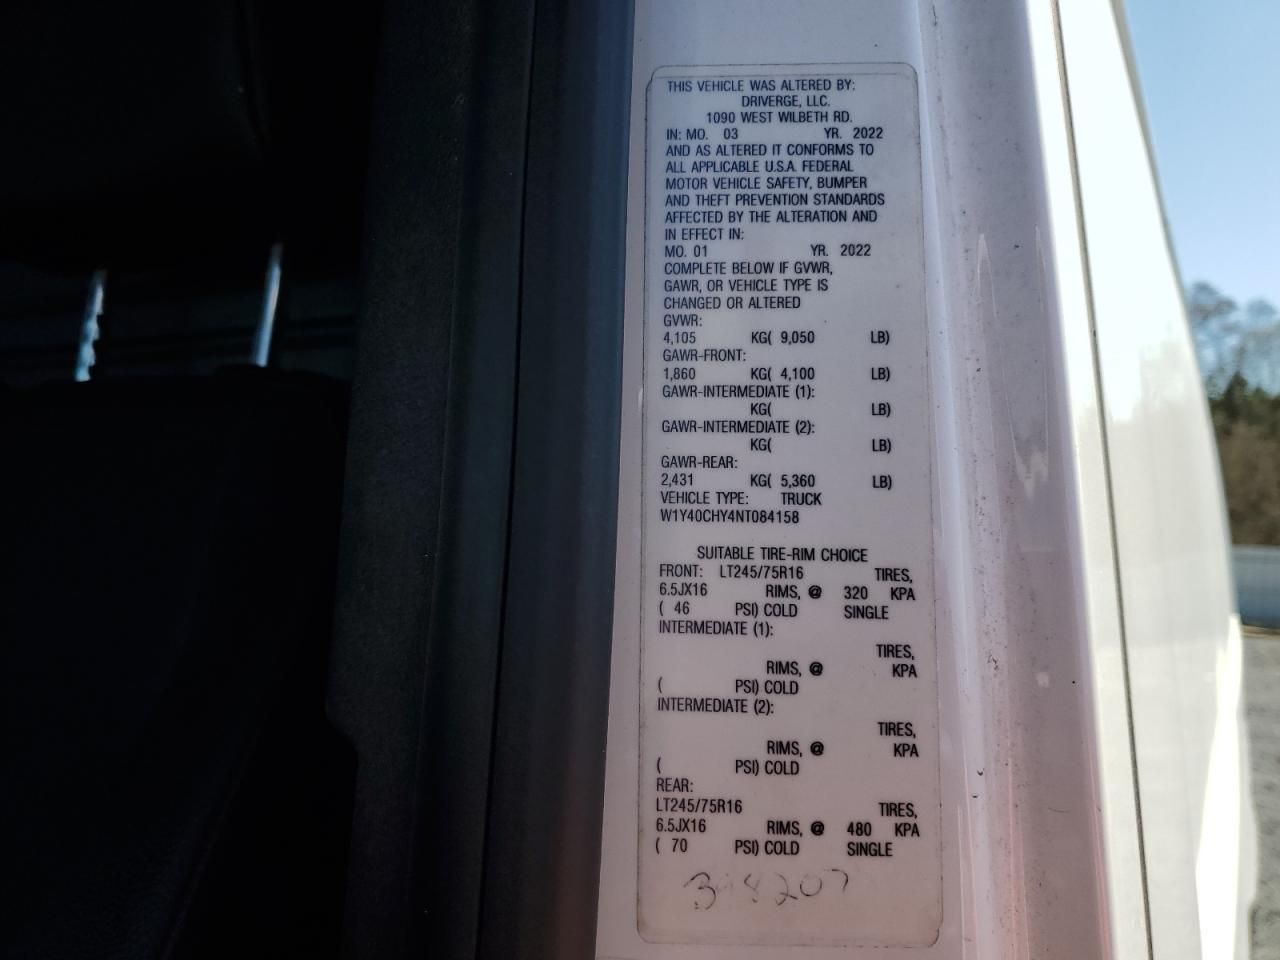 THIS VEHICLE WAS ALTERED BY:
DRIVERGE, LLC.
1090 WEST WILBETH RD.
IN: MO. 03 YR. 2022
AND AS ALTERED IT CONFORMS TO
ALL APPLICABLE U.S.A. FEDERAL
MOTOR VEHICLE SAFETY, BUMPER
AND THEFT PREVENTION STANDARDS
AFFECTED BY THE ALTERATION AND
IN EFFECT IN:
MO. 01 YR. 2022
COMPLETE BELOW IF GVWR,
GAWR, OR VEHICLE TYPE IS
CHANGED OR ALTERED
GVWR:
4,105 KG( 9,050 LB)
GAWR-FRONT:
1,860 KG( 4,100 LB)
GAWR-INTERMEDIATE (1):
KG( LB)
GAWR-INTERMEDIATE (2):
KG( LB)
GAWR-REAR:
2,431 KG( 5,360 LB)
VEHICLE TYPE: TRUCK
W1Y40CHY4NT084158
SUITABLE TIRE-RIM CHOICE
FRONT: LT245/75R16 TIRES,
6.5JX16 RIMS, @ 320 KPA
( 46 PSI) COLD SINGLE
INTERMEDIATE (1):
TIRES,
RIMS, @ KPA
( PSI) COLD
INTERMEDIATE (2):
TIRES,
RIMS, @ KPA
( PSI) COLD
REAR:
LT245/75R16 TIRES,
6.5JX16 RIMS, @ 480 KPA
( 70 PSI) COLD SINGLE